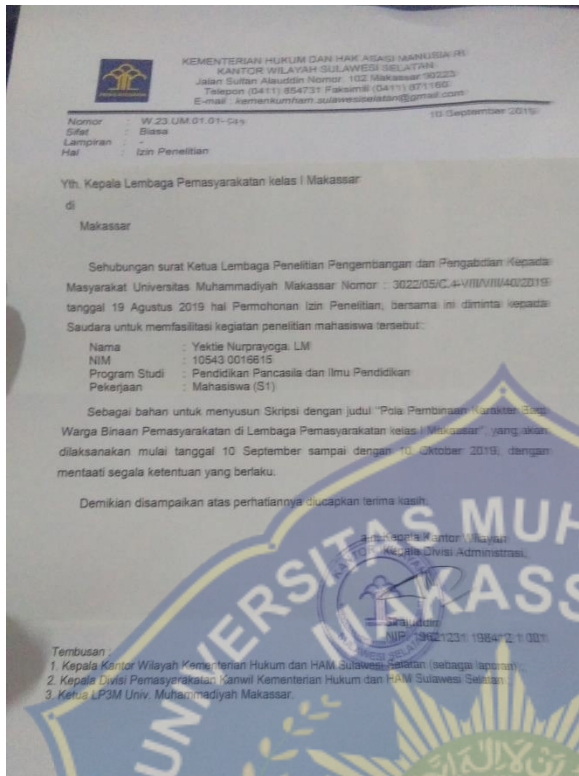 KEMENTERIAN HUKUM DAN HAK ASASI MANUSIA RI
KANTOR WILAYAH SULAWESI SELATAN
Jalan Sultan Alauddin Nomor. 102 Makassar 90223
Telepon (0411) 854731 Faksimili (0411) 871160
E-mail : kemenkumham.sulawesiselatan@gmail.com
10 September 2019
Nomor : W.23.UM.01.01-
Sifat : Biasa
Lampiran : -
Hal : Izin Penelitian
Yth. Kepala Lembaga Pemasyarakatan kelas I Makassar
di
Makassar
Sehubungan surat Ketua Lembaga Penelitian Pengembangan dan Pengabdian Kepada
Masyarakat Universitas Muhammadiyah Makassar Nomor : 3022/05/C.4-VIII/VIII/40/2019
tanggal 19 Agustus 2019 hal Permohonan Izin Penelitian, bersama ini diminta kepada
Saudara untuk memfasilitasi kegiatan penelitian mahasiswa tersebut :
Nama : Yektie Nurprayoga. LM
NIM : 10543 0016615
Program Studi : Pendidikan Pancasila dan Ilmu Pendidikan
Pekerjaan : Mahasiswa (S1)
Sebagai bahan untuk menyusun Skripsi dengan judul "Pola Pembinaan Karakter Bagi
Warga Binaan Pemasyarakatan di Lembaga Pemasyarakatan kelas I Makassar", yang akan
dilaksanakan mulai tanggal 10 September sampai dengan 10 Oktober 2019, dengan
mentaati segala ketentuan yang berlaku.
Demikian disampaikan atas perhatiannya diucapkan terima kasih.
a.n. Kepala Kantor Wilayah
Kepala Divisi Administrasi,
Sirajuddin
NIP. 19621231 198412 1 001
Tembusan :
1. Kepala Kantor Wilayah Kementerian Hukum dan HAM Sulawesi Selatan (sebagai laporan) ;
2. Kepala Divisi Pemasyarakatan Kanwil Kementerian Hukum dan HAM Sulawesi Selatan ;
3. Ketua LP3M Univ. Muhammadiyah Makassar.
UNIVERSITAS MUH
MAKASS